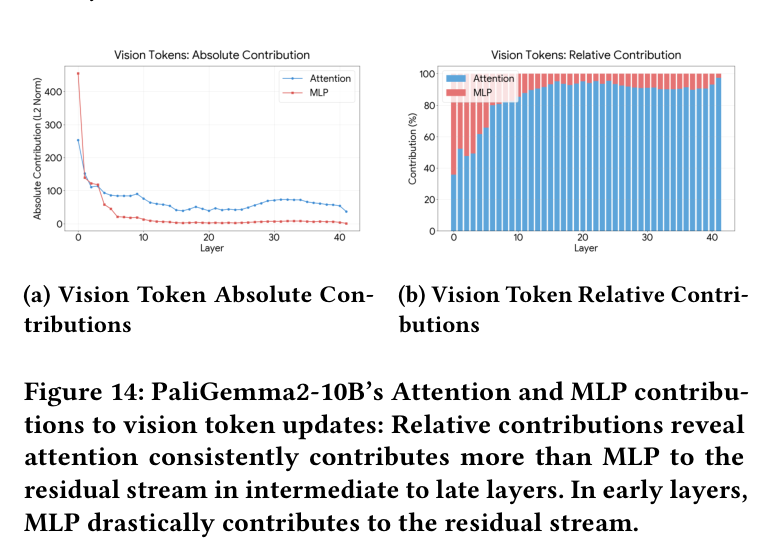 Vision Tokens: Absolute Contribution
Absolute Contribution (L2 Norm)
400
300
200
100
0
Attention
MLP
0 10 20 30 40
Layer
Vision Tokens: Relative Contribution
Contribution (%)
100
80
60
40
20
0
Attention
MLP
0 10 20 30 40
Layer
(a) Vision Token Absolute Con-
tributions
(b) Vision Token Relative Contri-
butions
Figure 14: PaliGemma2-10B's Attention and MLP contribu-
tions to vision token updates: Relative contributions reveal
attention consistently contributes more than MLP to the
residual stream in intermediate to late layers. In early layers,
MLP drastically contributes to the residual stream.